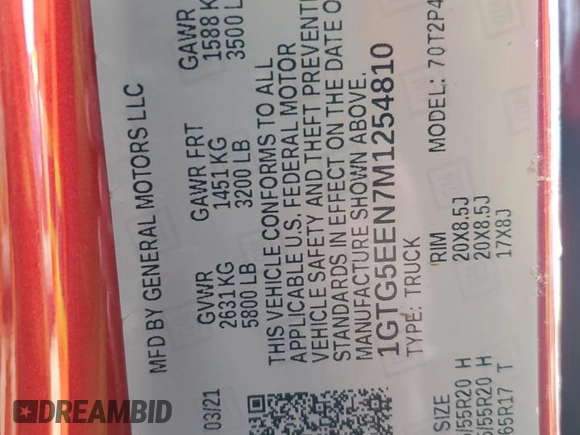 MFD BY GENERAL MOTORS LLC
03/21
GVWR
2631 KG
5800 LB
GAWR FRT
1451 KG
3200 LB
GAWR
1588 K
3500 L
THIS VEHICLE CONFORMS TO ALL
APPLICABLE U.S. FEDERAL MOTOR
VEHICLE SAFETY AND THEFT PREVENTI
STANDARDS IN EFFECT ON THE DATE O
MANUFACTURE SHOWN ABOVE.
1GTG5EEN7M1254810
TYPE: TRUCK
MODEL: 70T2P4
SIZE RIM
/55R20 H 20X8.5J
/55R20 H 20X8.5J
65R17 T 17X8J
DREAMBID